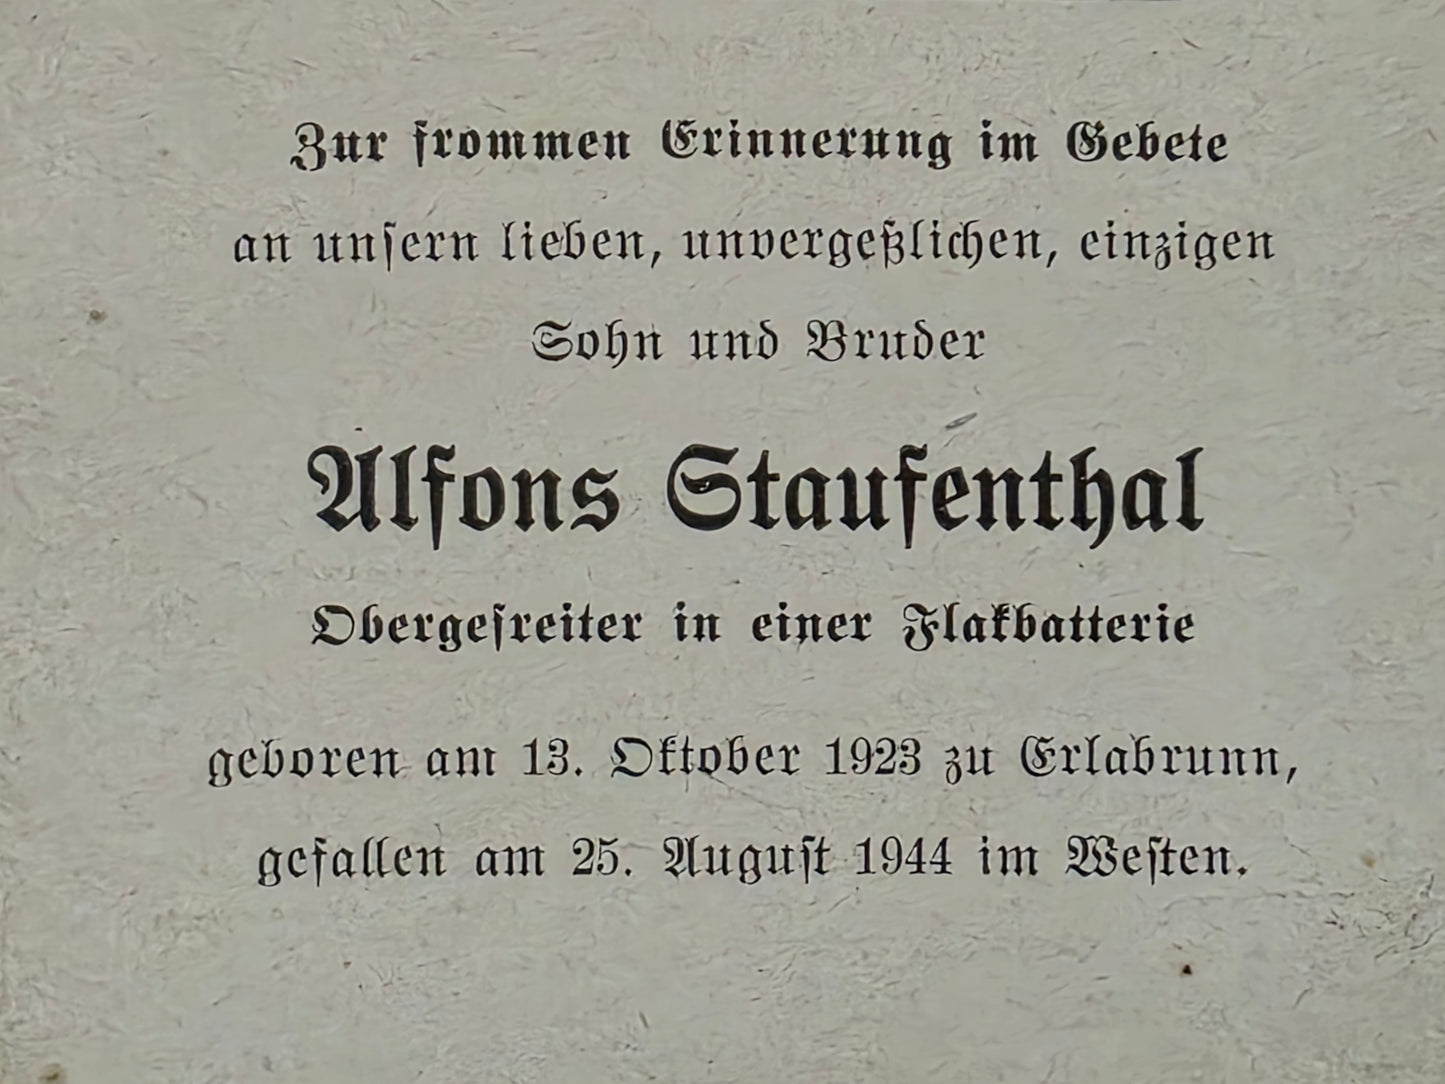 Zur frommen Erinnerung im Gebete
an unsern lieben, unvergeßlichen, einzigen
Sohn und Bruder
Alfons Staufenthal
Obergefreiter in einer Flakbatterie
geboren am 13. Oktober 1923 zu Erlabrunn,
gefallen am 25. August 1944 im Westen.